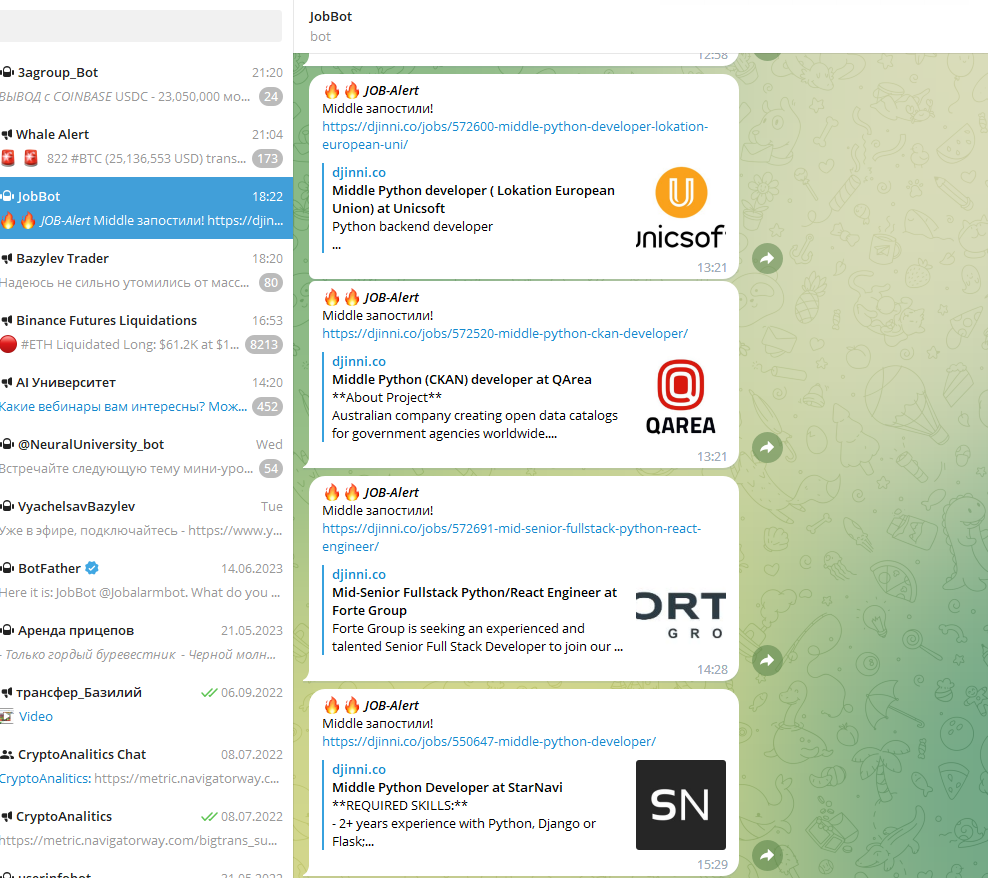 3agroup_Bot 21:20
ВЫВОД с COINBASE USDC - 23,050,000 мо... 24
Whale Alert 21:04
822 #BTC (25,136,553 USD) trans... 173
JobBot 18:22
JOB-Alert Middle запостили! https://djin...
Bazylev Trader 18:20
Надеюсь не сильно утомились от масс... 80
Binance Futures Liquidations 16:53
#ETH Liquidated Long: $61.2K at $1... 8213
AI Университет 14:20
Какие вебинары вам интересны? Мож... 452
@NeuralUniversity_bot Wed
Встречайте следующую тему мини-уро... 54
VyachelsavBazylev Tue
Уже в эфире, подключайтесь - https://www.y...
BotFather 14.06.2023
Here it is: JobBot @Jobalarmbot. What do you ...
Аренда прицепов 21.05.2023
- Только гордый буревестник - Черной молн...
трансфер_Базилий 06.09.2022
Video
CryptoAnalitics Chat 08.07.2022
CryptoAnalitics: https://metric.navigatorway.c...
CryptoAnalitics 08.07.2022
https://metric.navigatorway.com/bigtrans_su...
userinfobot 31.05.2022
JobBot
bot
12:58
JOB-Alert
Middle запостили!
https://djinni.co/jobs/572600-middle-python-developer-lokation-
european-uni/
djinni.co
Middle Python developer ( Lokation European
Union) at Unicsoft
Python backend developer
...
U
unicsoft
13:21
JOB-Alert
Middle запостили!
https://djinni.co/jobs/572520-middle-python-ckan-developer/
djinni.co
Middle Python (CKAN) developer at QArea
**About Project**
Australian company creating open data catalogs
for government agencies worldwide....
QAREA
13:21
JOB-Alert
Middle запостили!
https://djinni.co/jobs/572691-mid-senior-fullstack-python-react-
engineer/
djinni.co
Mid-Senior Fullstack Python/React Engineer at
Forte Group
Forte Group is seeking an experienced and
talented Senior Full Stack Developer to join our ...
ORT
GRO
14:28
JOB-Alert
Middle запостили!
https://djinni.co/jobs/550647-middle-python-developer/
djinni.co
Middle Python Developer at StarNavi
**REQUIRED SKILLS:**
- 2+ years experience with Python, Django or
Flask;...
SN
15:29